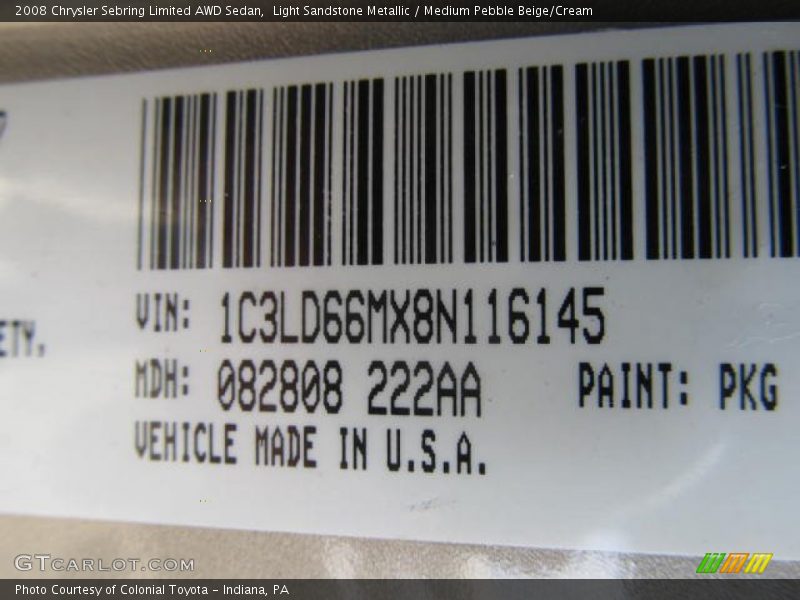 2008 Chrysler Sebring Limited AWD Sedan,  Light Sandstone Metallic / Medium Pebble Beige/Cream
VIN: 1C3LD66MX8N116145
ETY.
MDH: 082808 222AA PAINT: PKG
VEHICLE MADE IN U.S.A.
GTCARLOT.COM
Photo Courtesy of Colonial Toyota - Indiana, PA